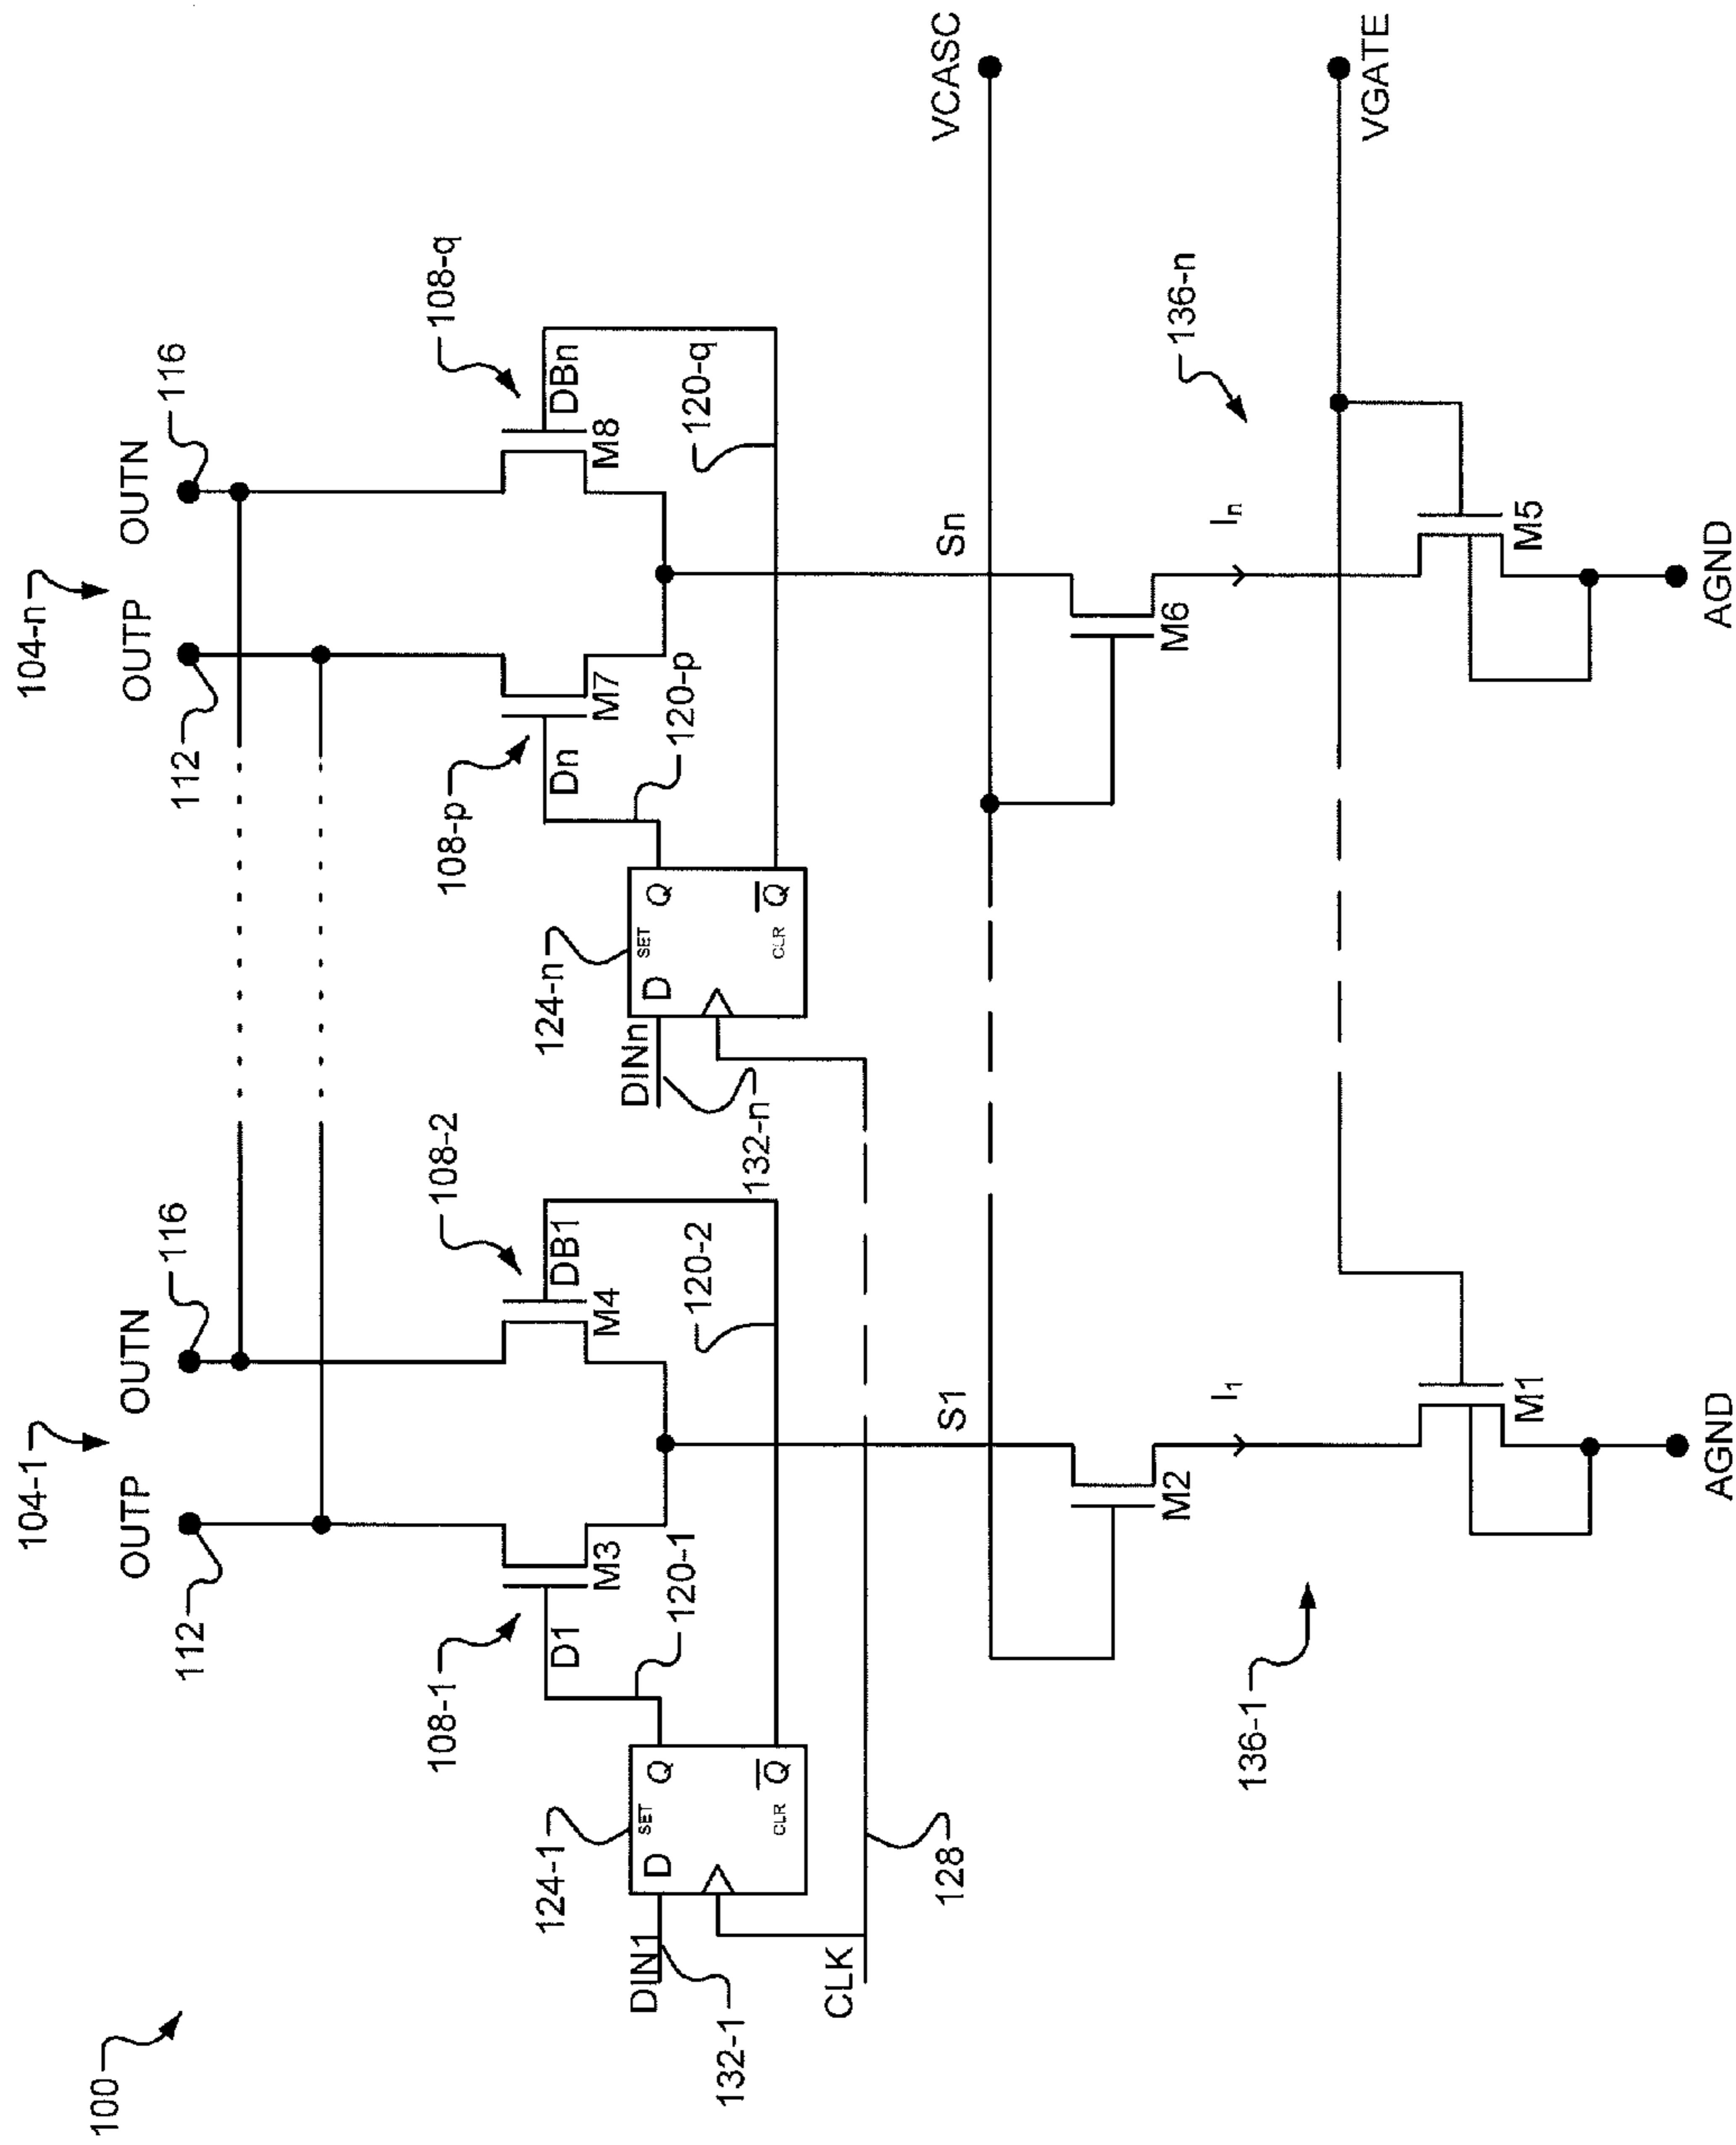 100
104-1
OUTP
OUTN
112
116
104-n
OUTP
OUTN
112
116
108-1
D1
M3
120-1
108-2
DB1
M4
120-2
108-p
Dn
M7
120-p
108-q
DBn
M8
120-q
124-1
DIN1
132-1
D
SET
Q
CLR
Q̅
124-n
DINn
132-n
D
SET
Q
CLR
Q̅
CLK
128
S1
Sn
VCASC
M2
M6
I₁
Iₙ
136-1
136-n
VGATE
M1
M5
AGND
AGND